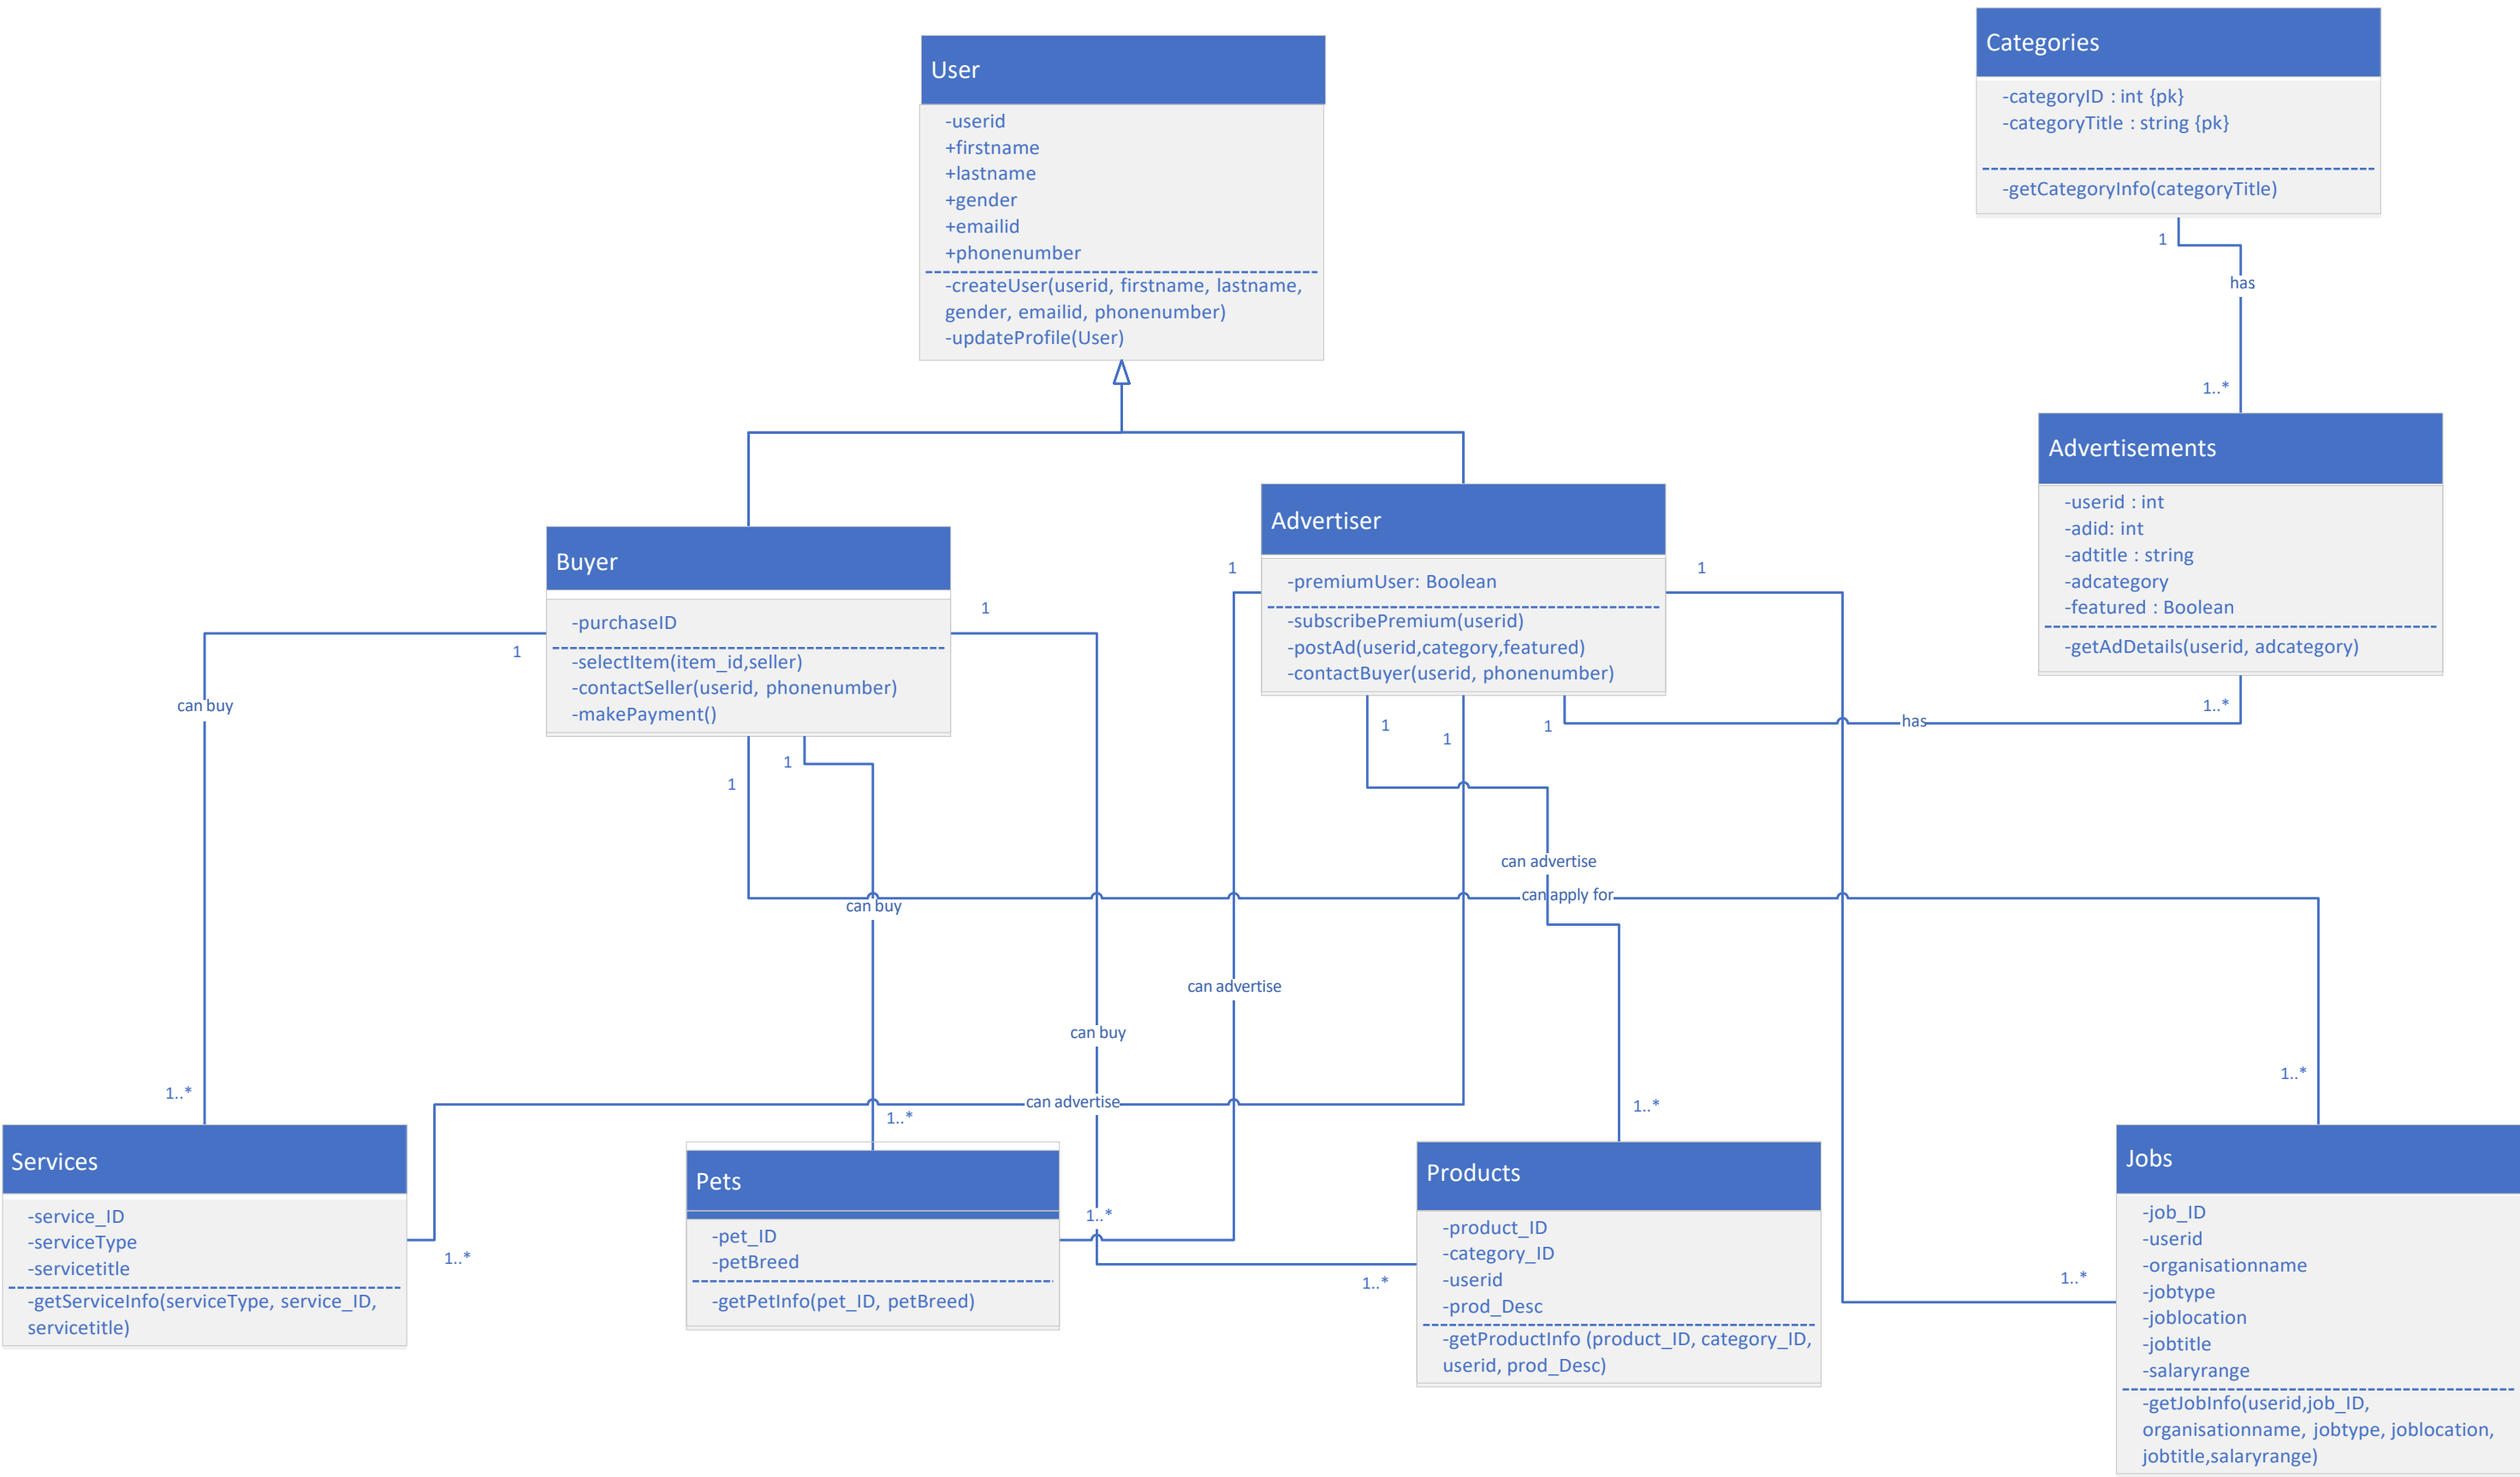 User
-userid
+firstname
+lastname
+gender
+emailid
+phonenumber
-createUser(userid, firstname, lastname,
gender, emailid, phonenumber)
-updateProfile(User)
Categories
-categoryID : int {pk}
-categoryTitle : string {pk}
-getCategoryInfo(categoryTitle)
1
has
1..*
Advertisements
-userid : int
-adid: int
-adtitle : string
-adcategory
-featured : Boolean
-getAdDetails(userid, adcategory)
1..*
has
Advertiser
-premiumUser: Boolean
-subscribePremium(userid)
-postAd(userid,category,featured)
-contactBuyer(userid, phonenumber)
1
1
1
1
1
Buyer
-purchaseID
-selectItem(item_id,seller)
-contactSeller(userid, phonenumber)
-makePayment()
1
1
1
1
can buy
can buy
can buy
can advertise
can apply for
can advertise
can advertise
1..*
1..*
1..*
1..*
1..*
Services
-service_ID
-serviceType
-servicetitle
-getServiceInfo(serviceType, service_ID,
servicetitle)
1..*
Pets
-pet_ID
-petBreed
-getPetInfo(pet_ID, petBreed)
Products
-product_ID
-category_ID
-userid
-prod_Desc
-getProductInfo (product_ID, category_ID,
userid, prod_Desc)
1..*
Jobs
-job_ID
-userid
-organisationname
-jobtype
-joblocation
-jobtitle
-salaryrange
-getJobInfo(userid,job_ID,
organisationname, jobtype, joblocation,
jobtitle,salaryrange)
1..*